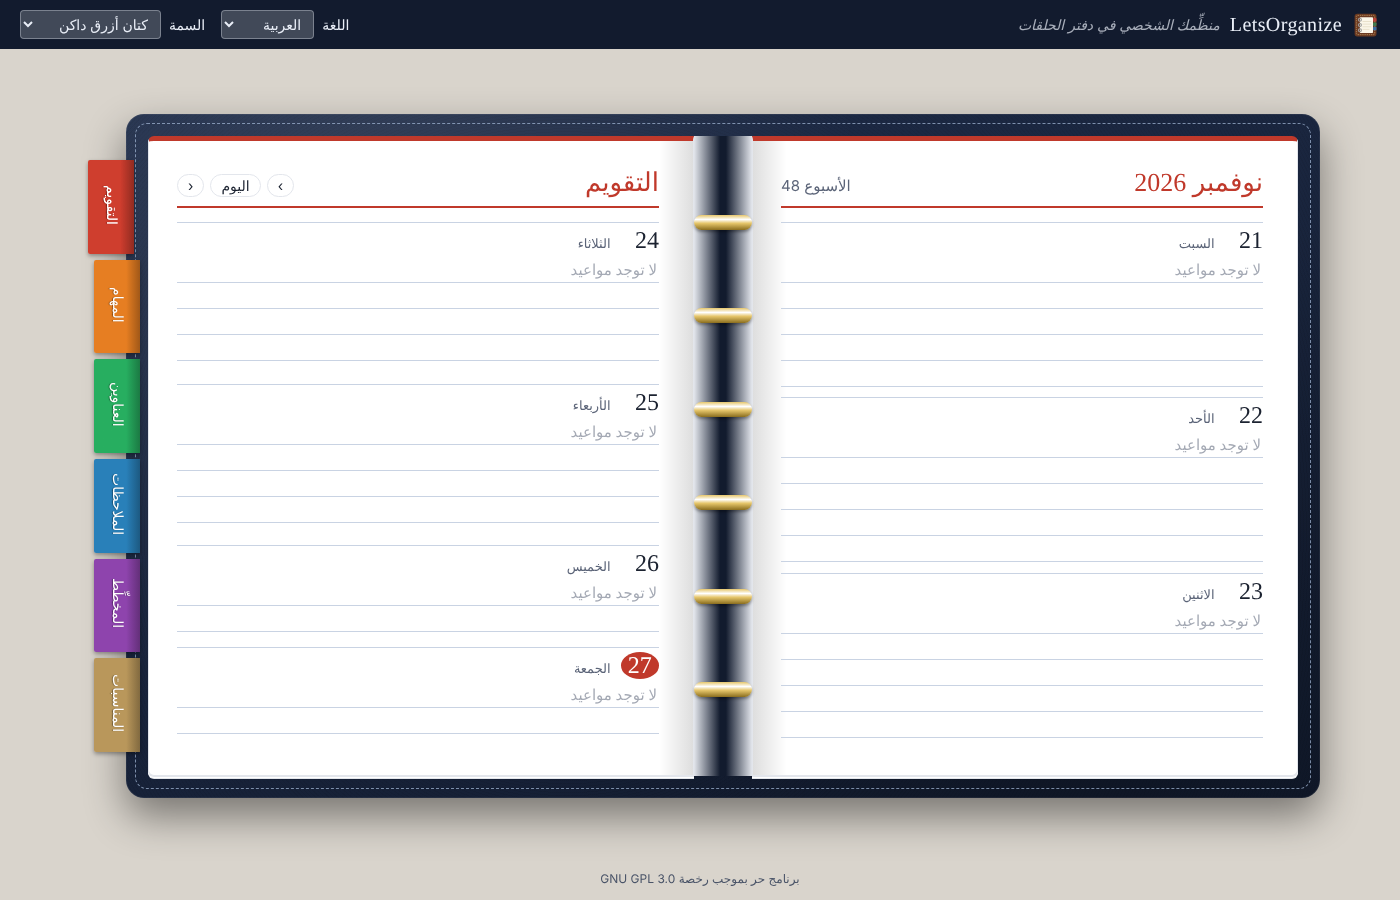 LetsOrganize منظِّمك الشخصي في دفتر الحلقات
اللغة العربية
السمة كتان أزرق داكن
نوفمبر 2026
الأسبوع 48
21 السبت
لا توجد مواعيد
22 الأحد
لا توجد مواعيد
23 الاثنين
لا توجد مواعيد
التقويم
‹ اليوم ›
24 الثلاثاء
لا توجد مواعيد
25 الأربعاء
لا توجد مواعيد
26 الخميس
لا توجد مواعيد
27 الجمعة
لا توجد مواعيد
التقويم
المهام
العناوين
الملاحظات
المخطِّط
المناسبات
برنامج حر بموجب رخصة GNU GPL 3.0